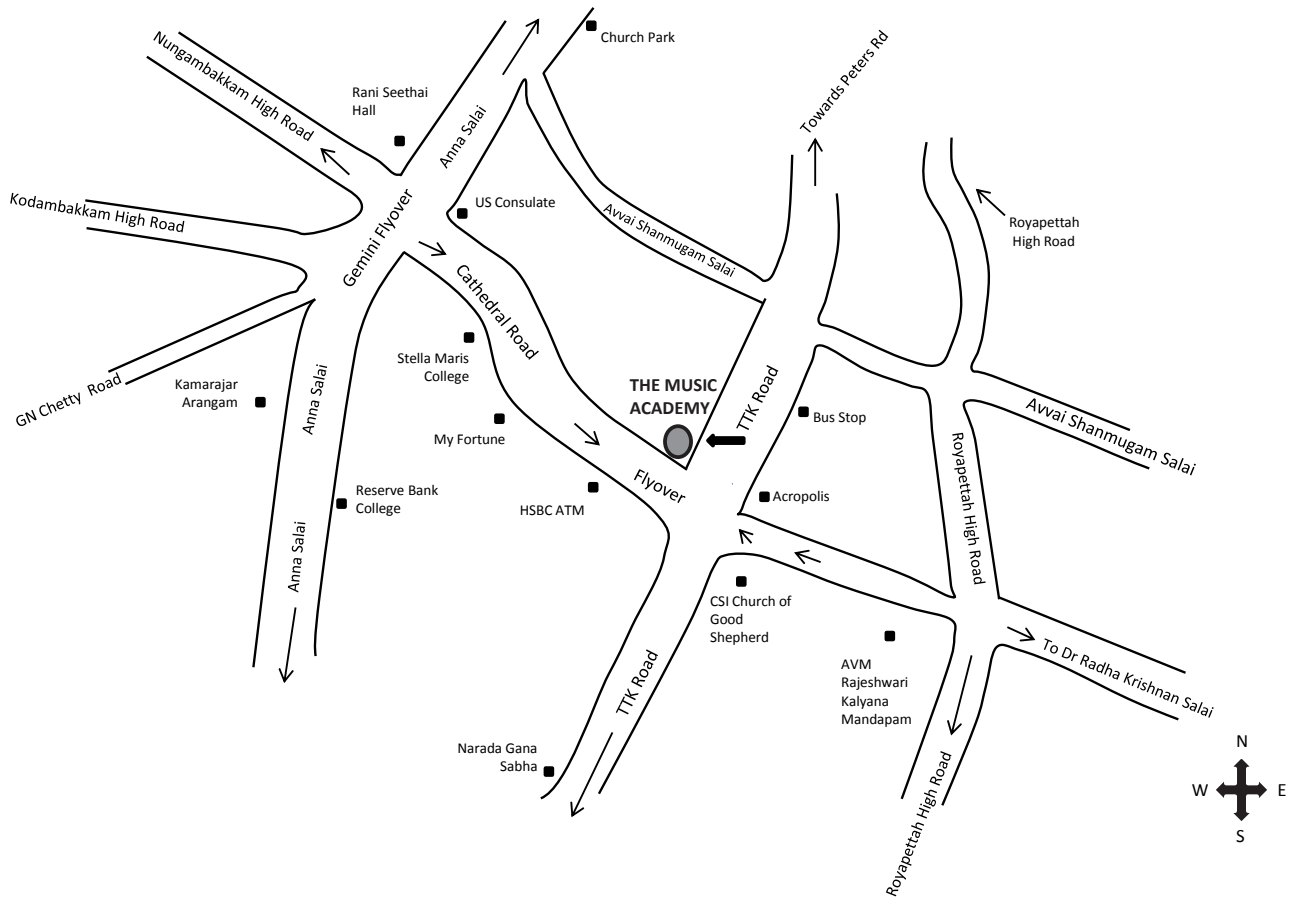 Church Park
Nungambakkam High Road
Rani Seethai
Hall
Anna Salai
Towards Peters Rd
Kodambakkam High Road
US Consulate
Gemini Flyover
Avvai Shanmugam Salai
Royapettah
High Road
Cathedral Road
Stella Maris
College
GN Chetty Road
Kamarajar
Arangam
Anna Salai
THE MUSIC
ACADEMY
TTK Road
Bus Stop
Avvai Shanmugam Salai
My Fortune
Flyover
Royapettah High Road
Reserve Bank
College
HSBC ATM
Acropolis
Anna Salai
CSI Church of
Good
Shepherd
AVM
Rajeshwari
Kalyana
Mandapam
To Dr Radha Krishnan Salai
TTK Road
Narada Gana
Sabha
Royapettah High Road
N
W
E
S